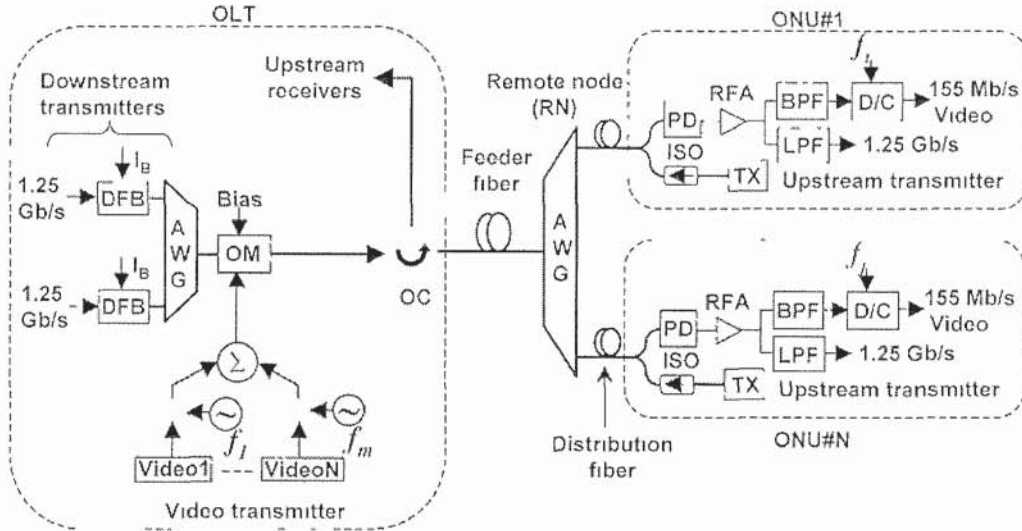 OLT
Downstream
transmitters
Upstream
receivers
I_B
1.25
Gb/s
DFB
A
W
G
Bias
OM
I_B
1.25
Gb/s
DFB
OC
Σ
f_1
f_m
Video1
VideoN
Video transmitter
Feeder
fiber
Remote node
(RN)
A
W
G
Distribution
fiber
ONU#1
PD
RFA
BPF
D/C
155 Mb/s
Video
LPF
1.25 Gb/s
ISO
TX
Upstream transmitter
PD
RFA
BPF
D/C
155 Mb/s
Video
LPF
1.25 Gb/s
ISO
TX
Upstream transmitter
ONU#N